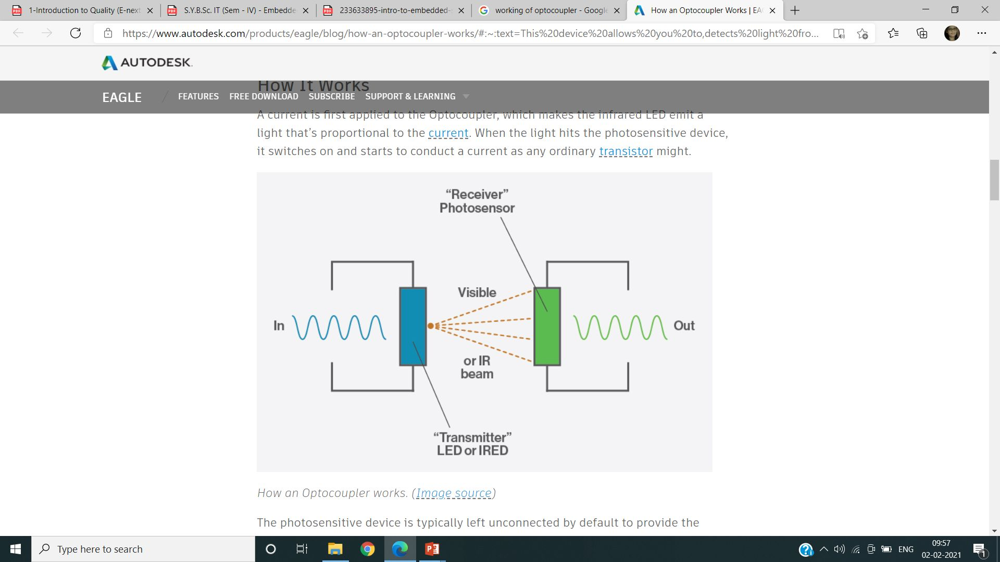 1-Introduction to Quality (E-next
S.Y.B.Sc. IT (Sem - IV) - Embedde
233633895-intro-to-embedded-
working of optocoupler - Google
How an Optocoupler Works | EA
https://www.autodesk.com/products/eagle/blog/how-an-optocoupler-works/#:~:text=This%20device%20allows%20you%20to,detects%20light%20fro...
AUTODESK.
How It Works
EAGLE / FEATURES FREE DOWNLOAD SUBSCRIBE SUPPORT & LEARNING
A current is first applied to the Optocoupler, which makes the infrared LED emit a
light that’s proportional to the current. When the light hits the photosensitive device,
it switches on and starts to conduct a current as any ordinary transistor might.
“Receiver”
Photosensor
Visible
In
Out
or IR
beam
“Transmitter”
LED or IRED
How an Optocoupler works. (Image source)
The photosensitive device is typically left unconnected by default to provide the
Type here to search
ENG
09:57
02-02-2021
1